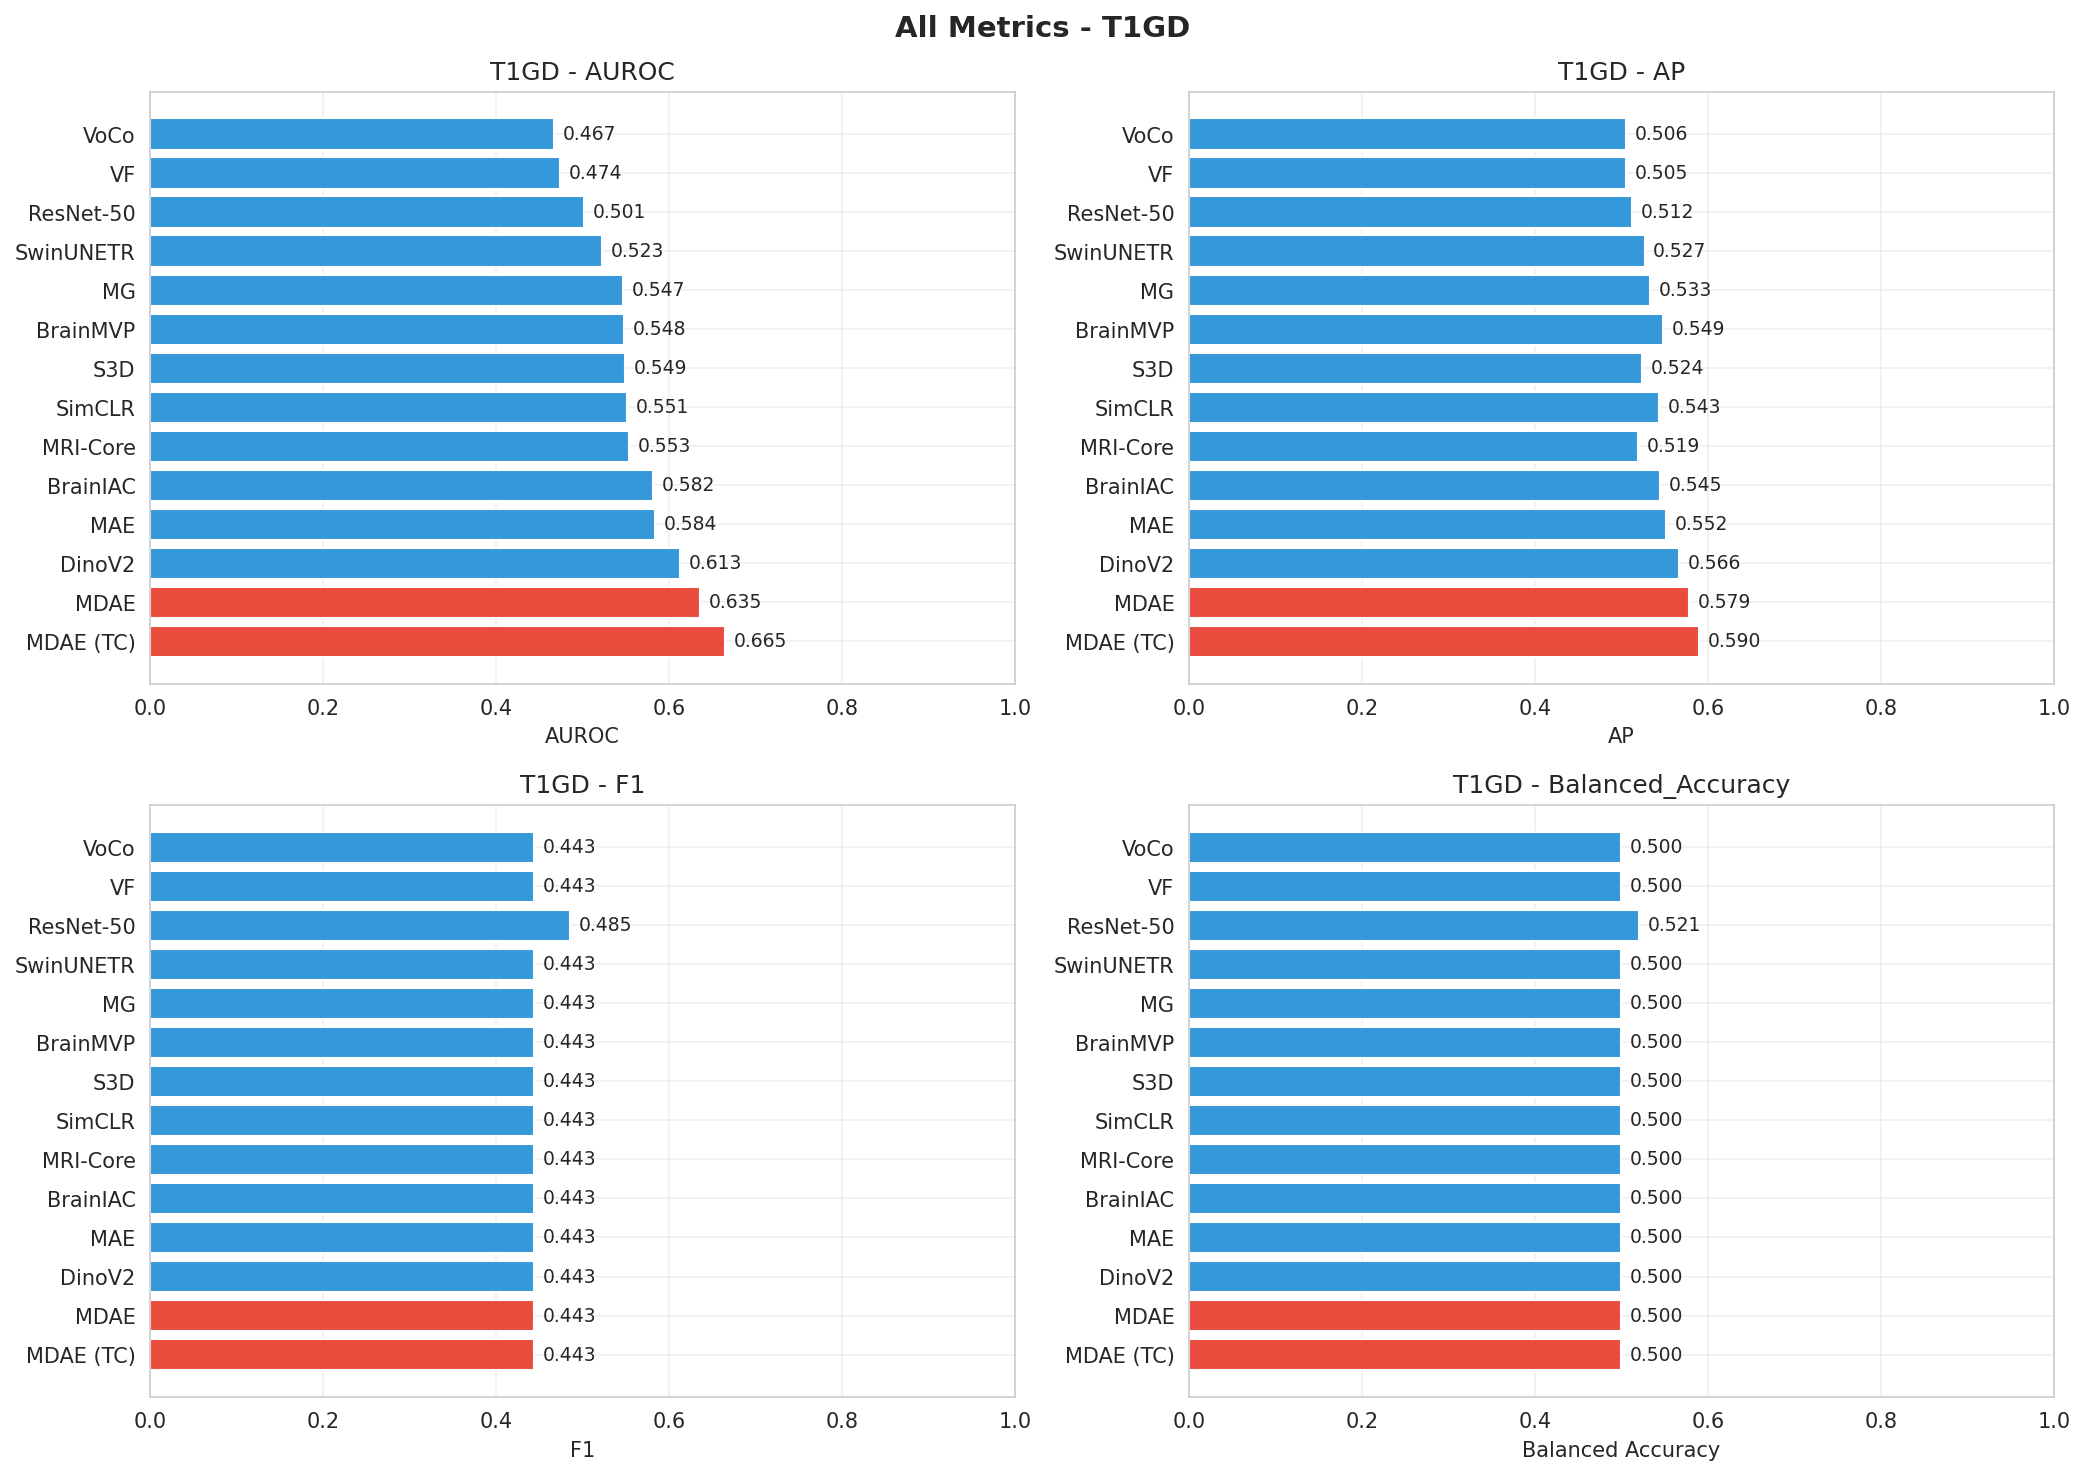 All Metrics - T1GD
T1GD - AUROC
VoCo 0.467
VF 0.474
ResNet-50 0.501
SwinUNETR 0.523
MG 0.547
BrainMVP 0.548
S3D 0.549
SimCLR 0.551
MRI-Core 0.553
BrainIAC 0.582
MAE 0.584
DinoV2 0.613
MDAE 0.635
MDAE (TC) 0.665
0.0 0.2 0.4 0.6 0.8 1.0
AUROC
T1GD - AP
VoCo 0.506
VF 0.505
ResNet-50 0.512
SwinUNETR 0.527
MG 0.533
BrainMVP 0.549
S3D 0.524
SimCLR 0.543
MRI-Core 0.519
BrainIAC 0.545
MAE 0.552
DinoV2 0.566
MDAE 0.579
MDAE (TC) 0.590
0.0 0.2 0.4 0.6 0.8 1.0
AP
T1GD - F1
VoCo 0.443
VF 0.443
ResNet-50 0.485
SwinUNETR 0.443
MG 0.443
BrainMVP 0.443
S3D 0.443
SimCLR 0.443
MRI-Core 0.443
BrainIAC 0.443
MAE 0.443
DinoV2 0.443
MDAE 0.443
MDAE (TC) 0.443
0.0 0.2 0.4 0.6 0.8 1.0
F1
T1GD - Balanced_Accuracy
VoCo 0.500
VF 0.500
ResNet-50 0.521
SwinUNETR 0.500
MG 0.500
BrainMVP 0.500
S3D 0.500
SimCLR 0.500
MRI-Core 0.500
BrainIAC 0.500
MAE 0.500
DinoV2 0.500
MDAE 0.500
MDAE (TC) 0.500
0.0 0.2 0.4 0.6 0.8 1.0
Balanced Accuracy